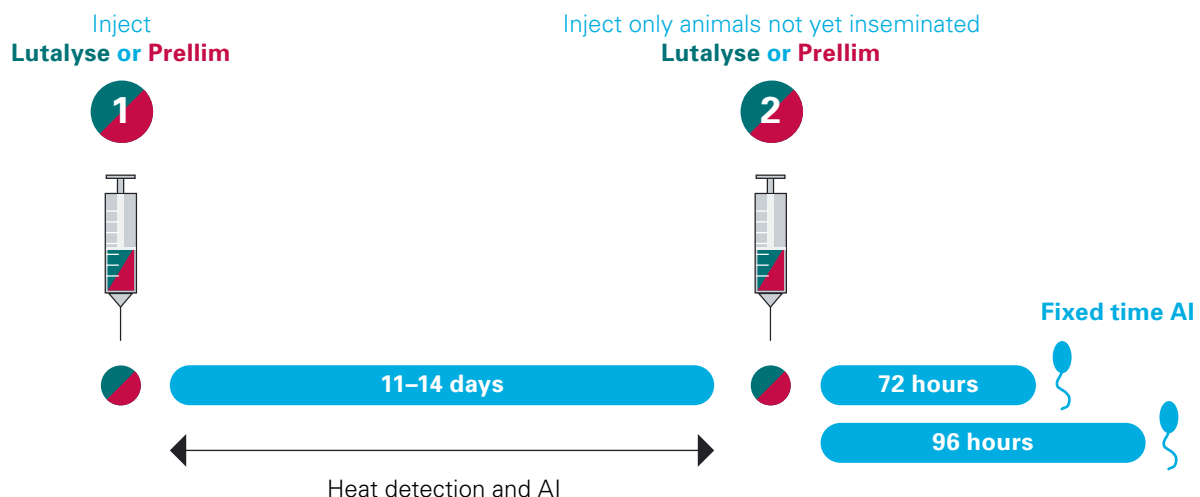 Inject
Lutalyse or Prellim
1
Inject only animals not yet inseminated
Lutalyse or Prellim
2
Fixed time AI
11–14 days
72 hours
96 hours
Heat detection and AI